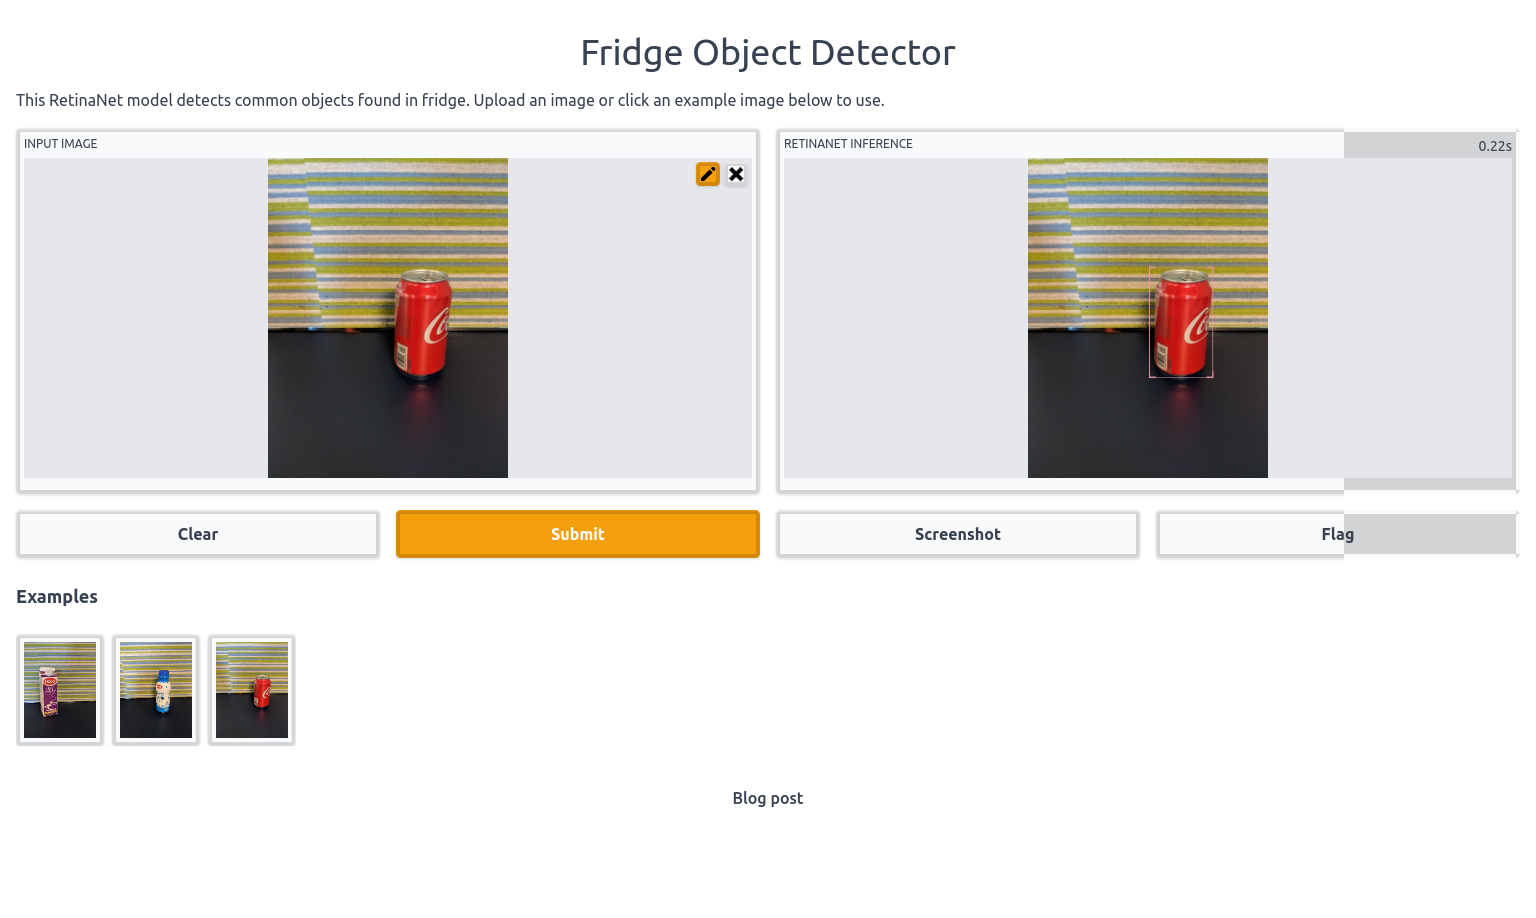 Fridge Object Detector
This RetinaNet model detects common objects found in fridge. Upload an image or click an example image below to use.
INPUT IMAGE
RETINANET INFERENCE
0.22s
Clear
Submit
Screenshot
Flag
Examples
Blog post